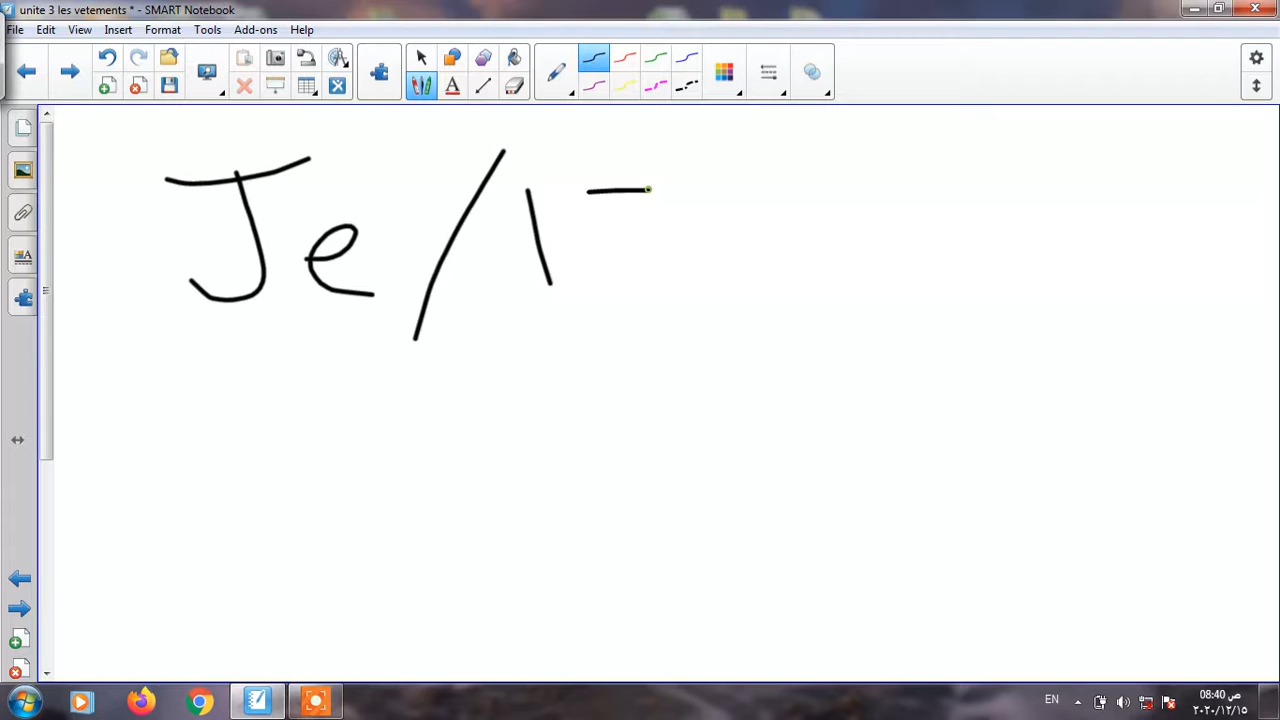 unite 3 les vetements * - SMART Notebook
File Edit View Insert Format Tools Add-ons Help
Je /
EN
08:40 ص
٢٠٢٠/١٢/١٥